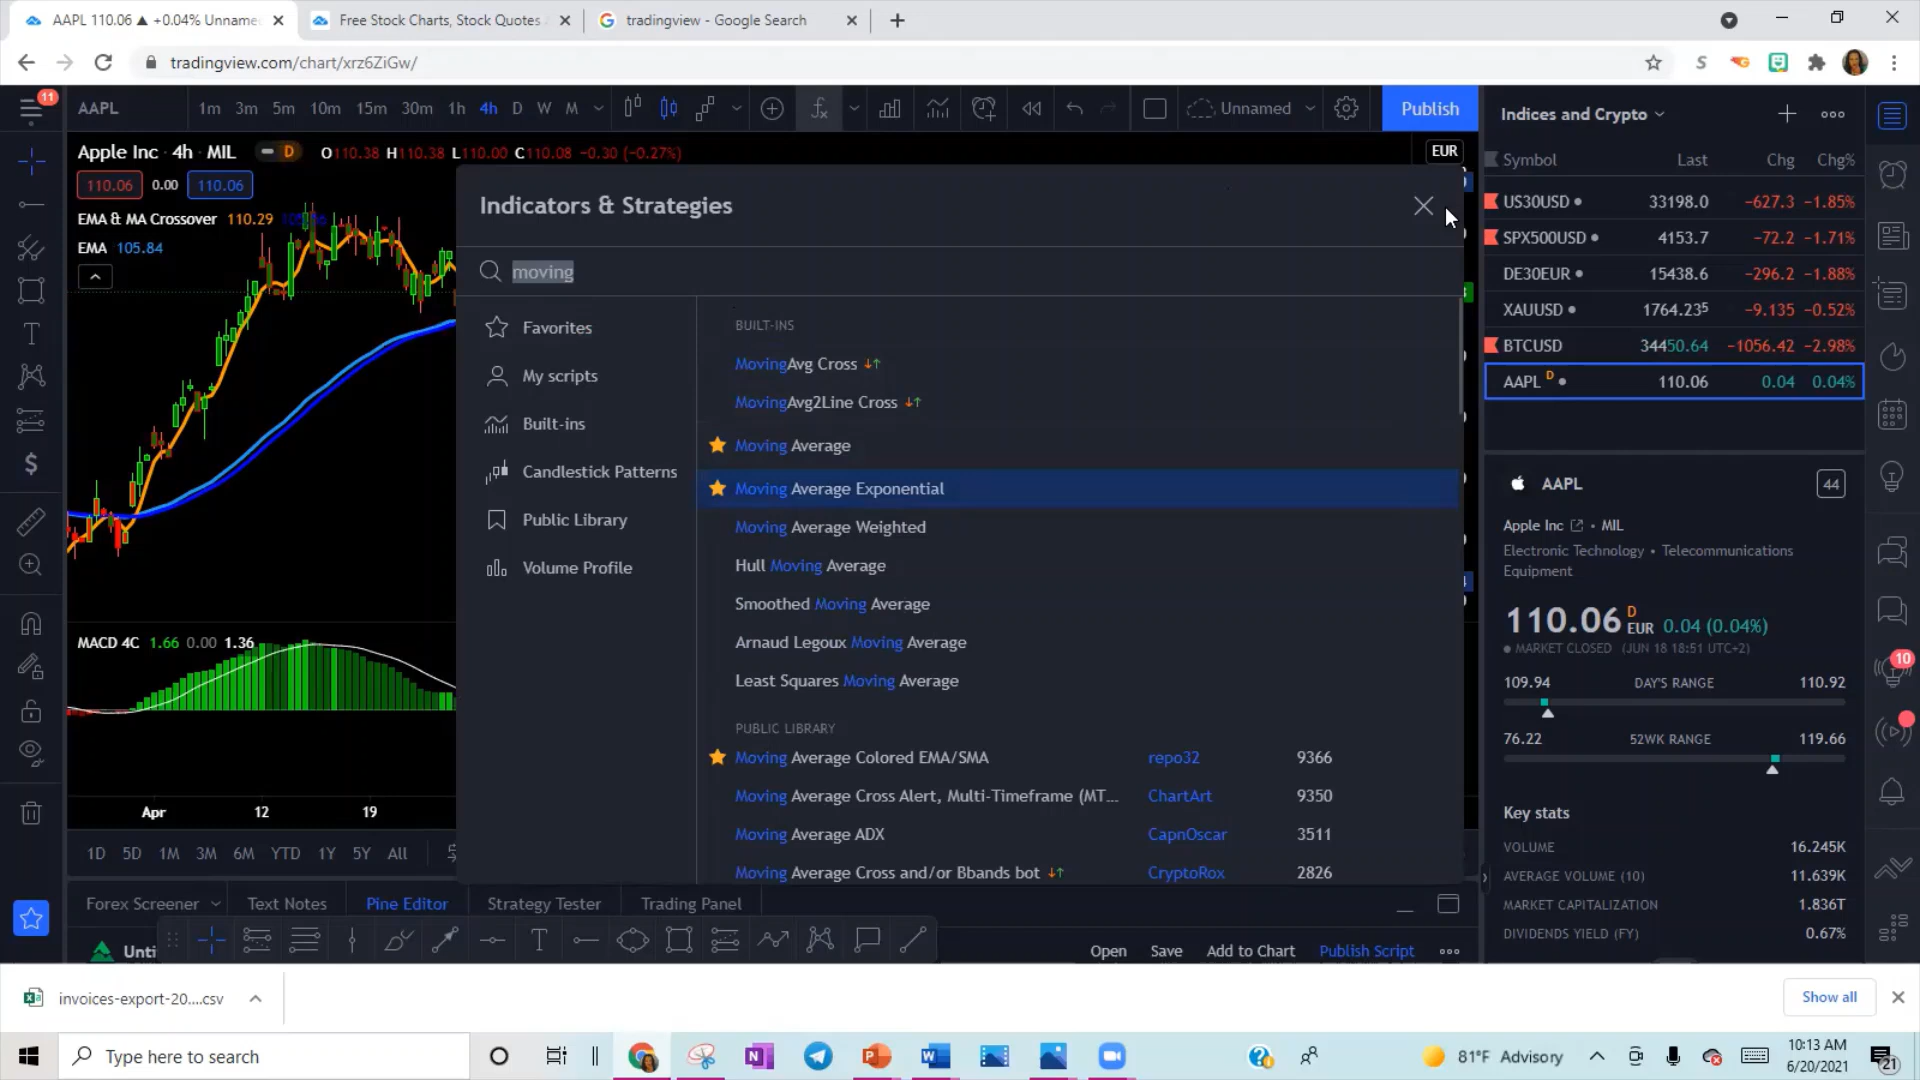 AAPL 110.06 ▲ +0.04% Unname
Free Stock Charts, Stock Quotes
tradingview - Google Search
tradingview.com/chart/xrz6ZiGw/
11
AAPL
1m 3m 5m 10m 15m 30m 1h 4h D W M
Unnamed
Publish
Apple Inc · 4h · MIL
D
O110.38 H110.38 L110.00 C110.08 -0.30 (-0.27%)
EUR
110.06 0.00 110.06
EMA & MA Crossover 110.29
EMA 105.84
Indicators & Strategies
moving
Favorites
My scripts
Built-ins
Candlestick Patterns
Public Library
Volume Profile
BUILT-INS
MovingAvg Cross
MovingAvg2Line Cross
Moving Average
Moving Average Exponential
Moving Average Weighted
Hull Moving Average
Smoothed Moving Average
Arnaud Legoux Moving Average
Least Squares Moving Average
PUBLIC LIBRARY
Moving Average Colored EMA/SMA repo32 9366
Moving Average Cross Alert, Multi-Timeframe (MT... ChartArt 9350
Moving Average ADX CapnOscar 3511
Moving Average Cross and/or Bbands bot CryptoRox 2826
MACD 4C 1.66 0.00 1.36
Apr 12 19
1D 5D 1M 3M 6M YTD 1Y 5Y All
Forex Screener Text Notes Pine Editor Strategy Tester Trading Panel
Unti
Open Save Add to Chart Publish Script
Indices and Crypto
Symbol Last Chg Chg%
US30USD 33198.0 -627.3 -1.85%
SPX500USD 4153.7 -72.2 -1.71%
DE30EUR 15438.6 -296.2 -1.88%
XAUUSD 1764.235 -9.135 -0.52%
BTCUSD 34450.64 -1056.42 -2.98%
AAPL D 110.06 0.04 0.04%
AAPL
44
Apple Inc · MIL
Electronic Technology • Telecommunications
Equipment
110.06 D EUR 0.04 (0.04%)
MARKET CLOSED (JUN 18 18:51 UTC+2)
109.94 DAY'S RANGE 110.92
76.22 52WK RANGE 119.66
Key stats
VOLUME 16.245K
AVERAGE VOLUME (10) 11.639K
MARKET CAPITALIZATION 1.836T
DIVIDENDS YIELD (FY) 0.67%
10
invoices-export-20....csv
Show all
Type here to search
81°F Advisory
10:13 AM
6/20/2021
21